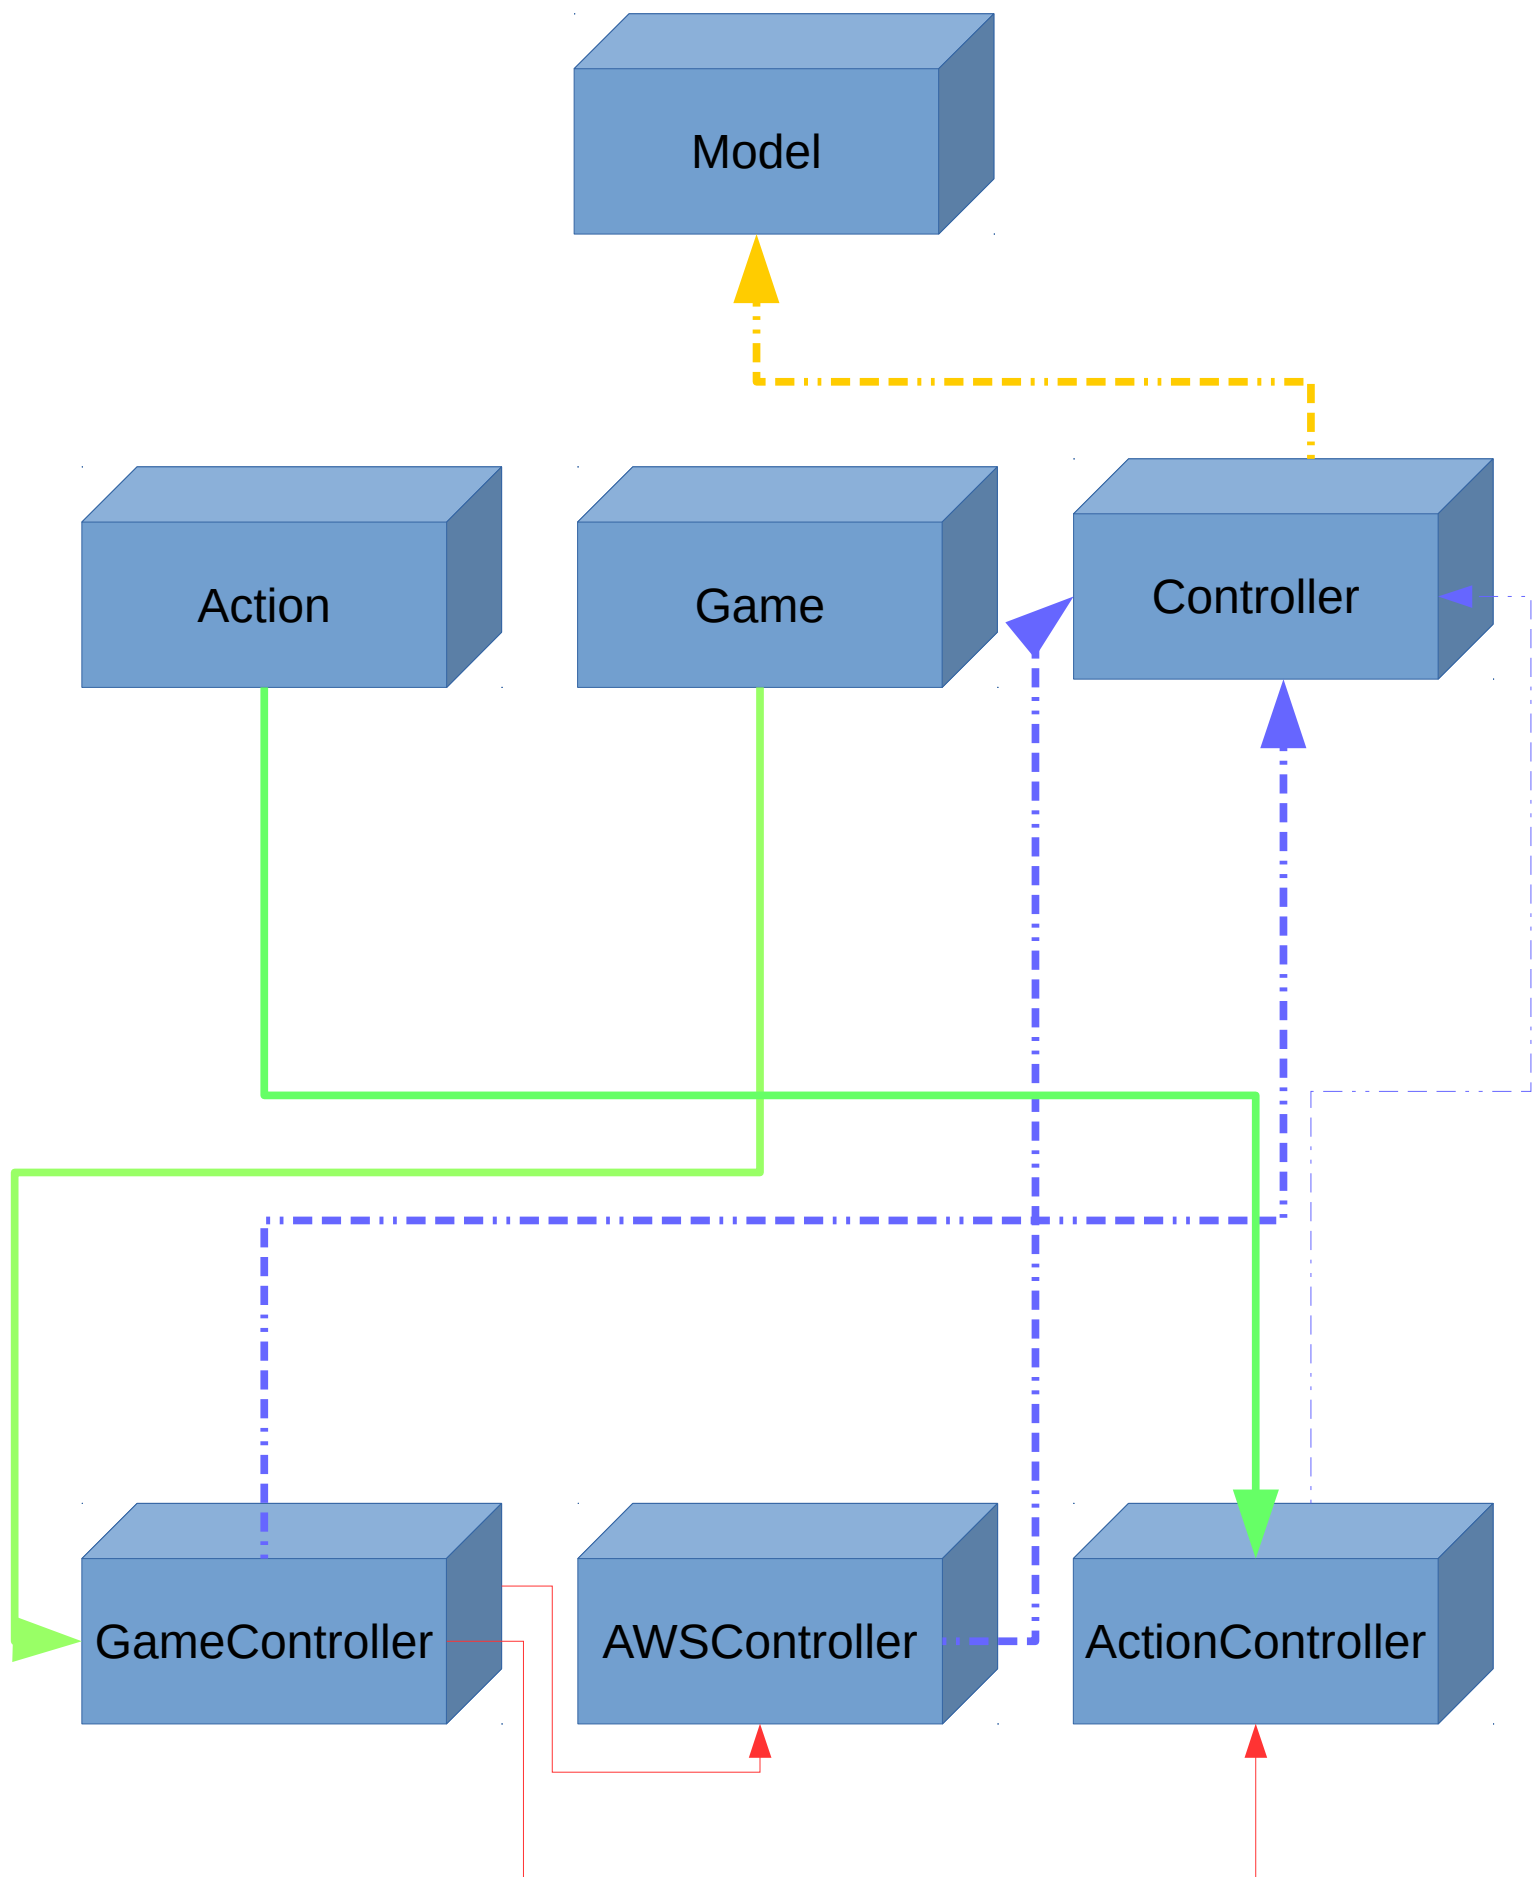 Model
Action
Game
Controller
GameController
AWSController
ActionController